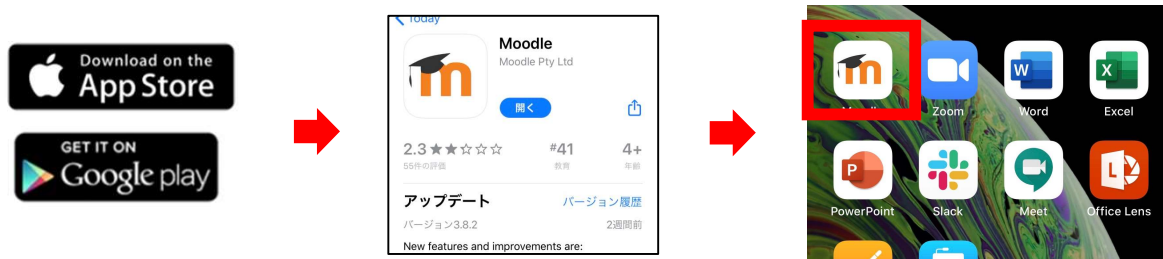 Download on the
App Store
GET IT ON
Google play
Today
Moodle
Moodle Pty Ltd
開く
2.3★★☆☆☆
#41
4+
55件の評価
教育
年齢
アップデート
バージョン履歴
バージョン3.8.2
2週間前
New features and improvements are:
Moodle
Zoom
Word
Excel
PowerPoint
Slack
Meet
Office Lens